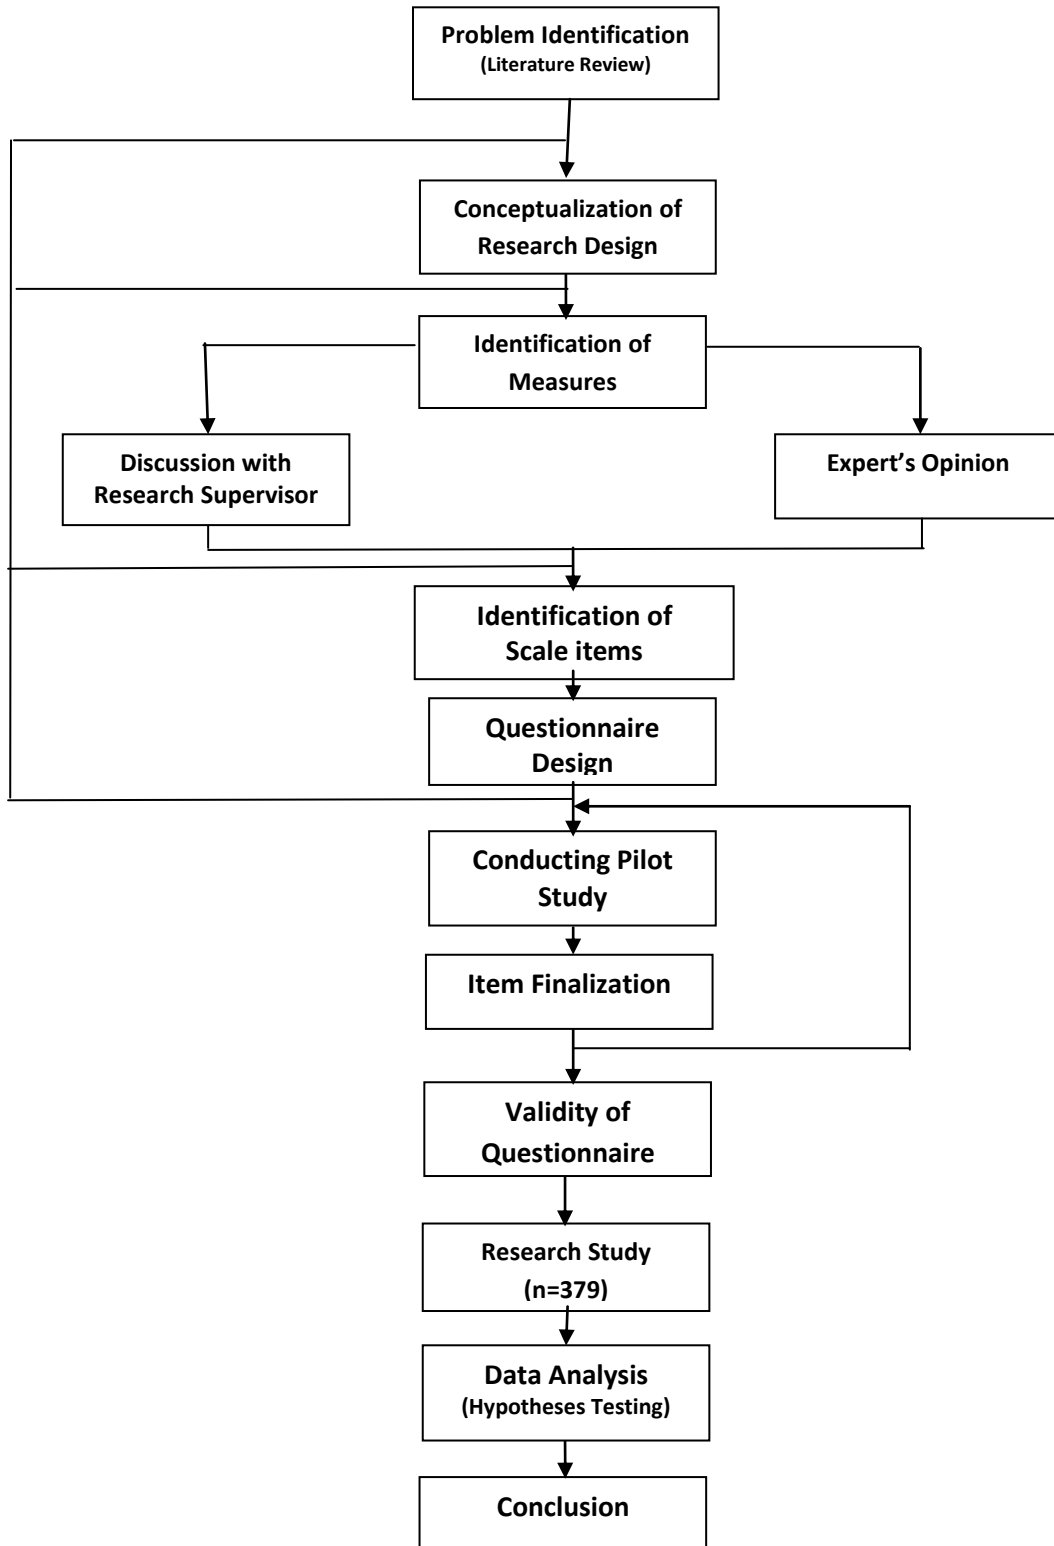 Problem Identification
(Literature Review)
Conceptualization of
Research Design
Identification of
Measures
Discussion with
Research Supervisor
Expert’s Opinion
Identification of
Scale items
Questionnaire
Design
Conducting Pilot
Study
Item Finalization
Validity of
Questionnaire
Research Study
(n=379)
Data Analysis
(Hypotheses Testing)
Conclusion